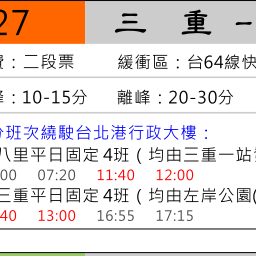 27 三 重 -
費：二段票 緩衝區：台64線快
峰：10-15分 離峰：20-30分
分班次繞駛台北港行政大樓：
八里平日固定4班（均由三重一站發
00 07:20 11:40 12:00
三重平日固定4班（均由左岸公園(
40 13:00 16:55 17:15